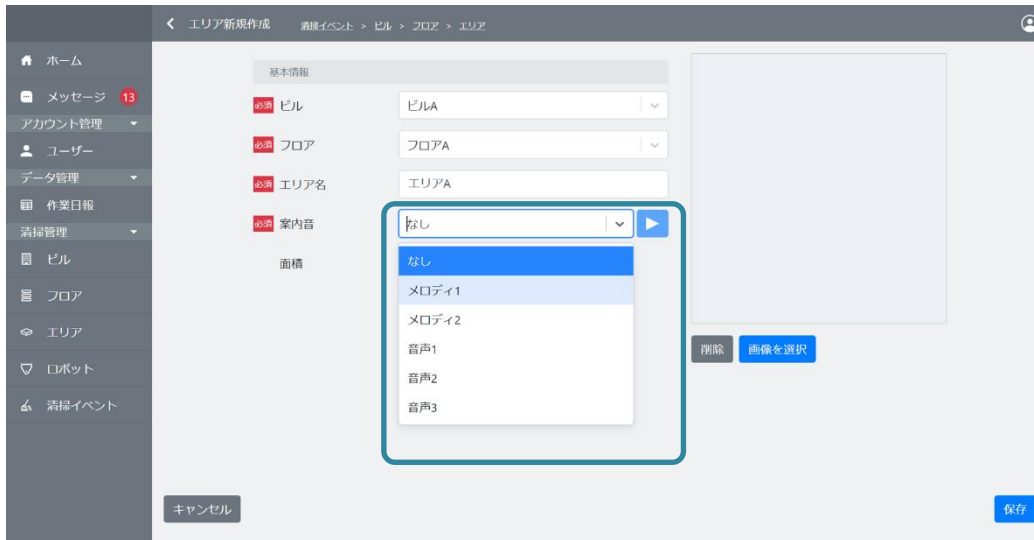 エリア新規作成 清掃イベント > ビル > フロア > エリア
ホーム
メッセージ 13
アカウント管理
ユーザー
データ管理
作業日報
清掃管理
ビル
フロア
エリア
ロボット
清掃イベント
基本情報
必須 ビル ビルA
必須 フロア フロアA
必須 エリア名 エリアA
必須 案内音 なし
面積
なし
メロディ1
メロディ2
音声1
音声2
音声3
削除 画像を選択
キャンセル
保存